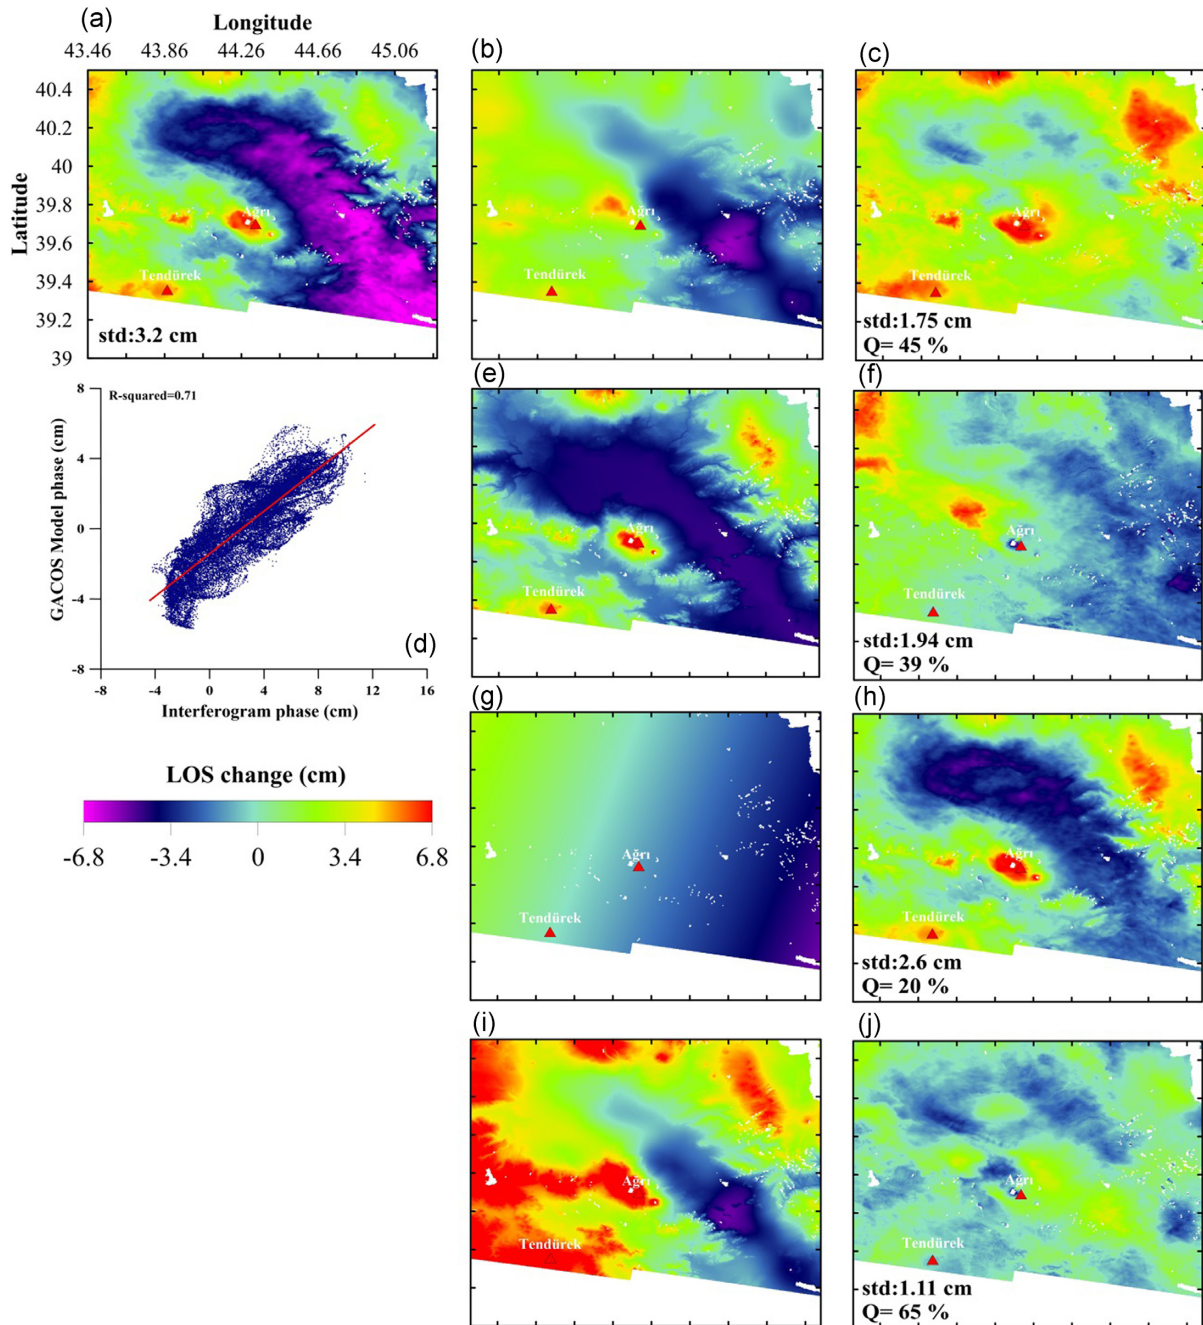 (a)
Longitude
43.46 43.86 44.26 44.66 45.06
Latitude
40.4
40.2
40
39.8
39.6
39.4
39.2
39
Ağrı
Tendürek
std:3.2 cm
(b)
Ağrı
Tendürek
(c)
Ağrı
Tendürek
std:1.75 cm
Q= 45 %
8
4
0
-4
-8
GACOS Model phase (cm)
R-squared=0.71
(d)
-8 -4 0 4 8 12 16
Interferogram phase (cm)
(e)
Ağrı
Tendürek
(f)
Ağrı
Tendürek
std:1.94 cm
Q= 39 %
LOS change (cm)
-6.8 -3.4 0 3.4 6.8
(g)
Ağrı
Tendürek
(h)
Ağrı
Tendürek
std:2.6 cm
Q= 20 %
(i)
Ağrı
Tendürek
(j)
Ağrı
Tendürek
std:1.11 cm
Q= 65 %